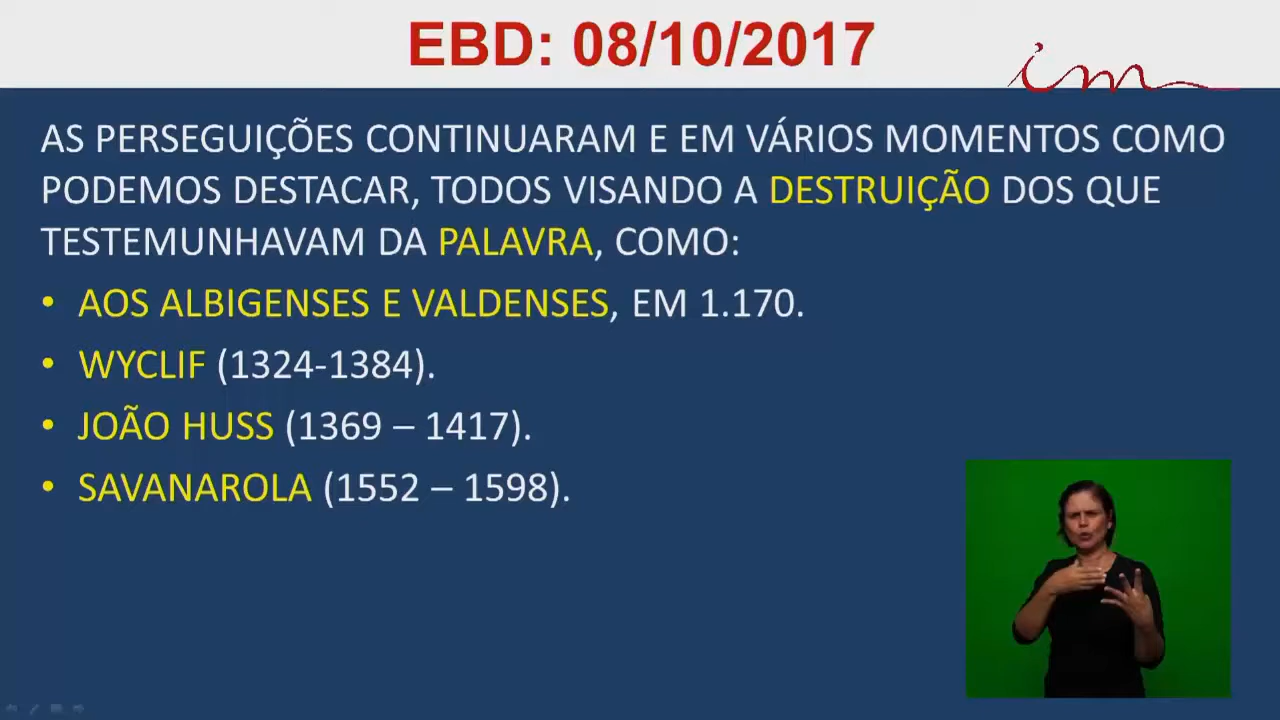 EBD: 08/10/2017
im
AS PERSEGUIÇÕES CONTINUARAM E EM VÁRIOS MOMENTOS COMO
PODEMOS DESTACAR, TODOS VISANDO A DESTRUIÇÃO DOS QUE
TESTEMUNHAVAM DA PALAVRA, COMO:
• AOS ALBIGENSES E VALDENSES, EM 1.170.
• WYCLIF (1324-1384).
• JOÃO HUSS (1369 – 1417).
• SAVANAROLA (1552 – 1598).